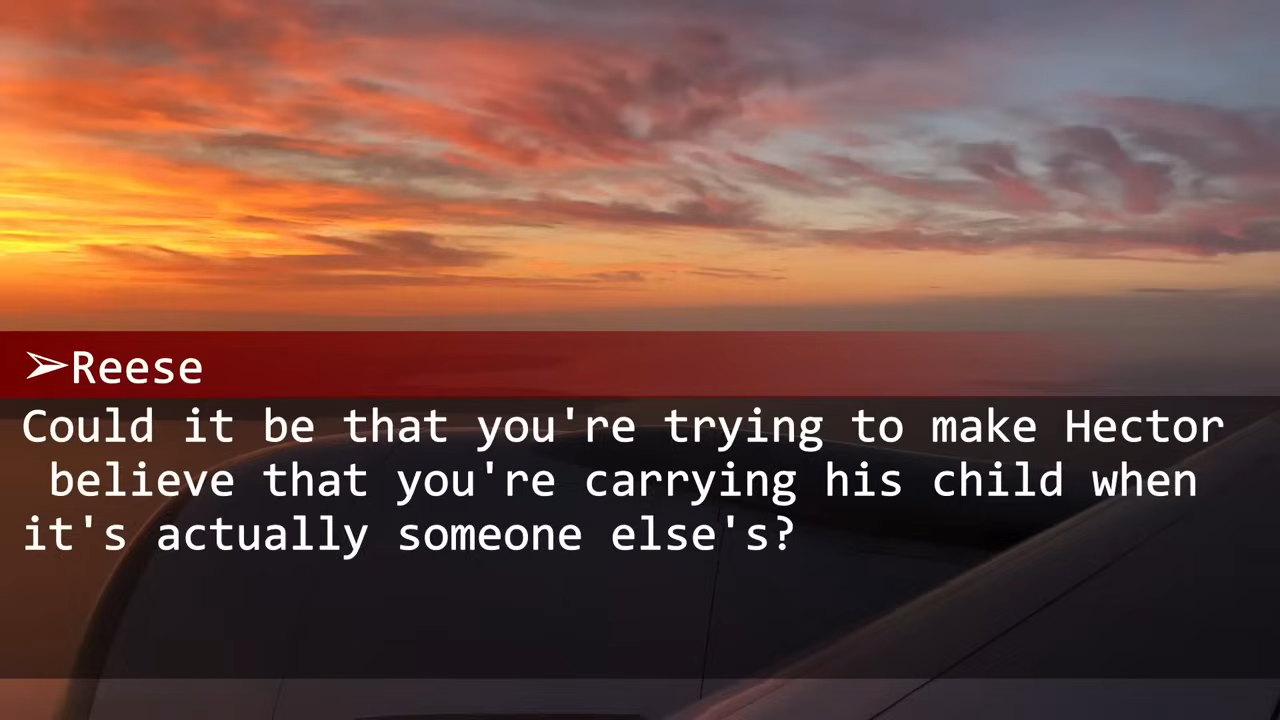 ➢Reese
Could it be that you're trying to make Hector
believe that you're carrying his child when
it's actually someone else's?